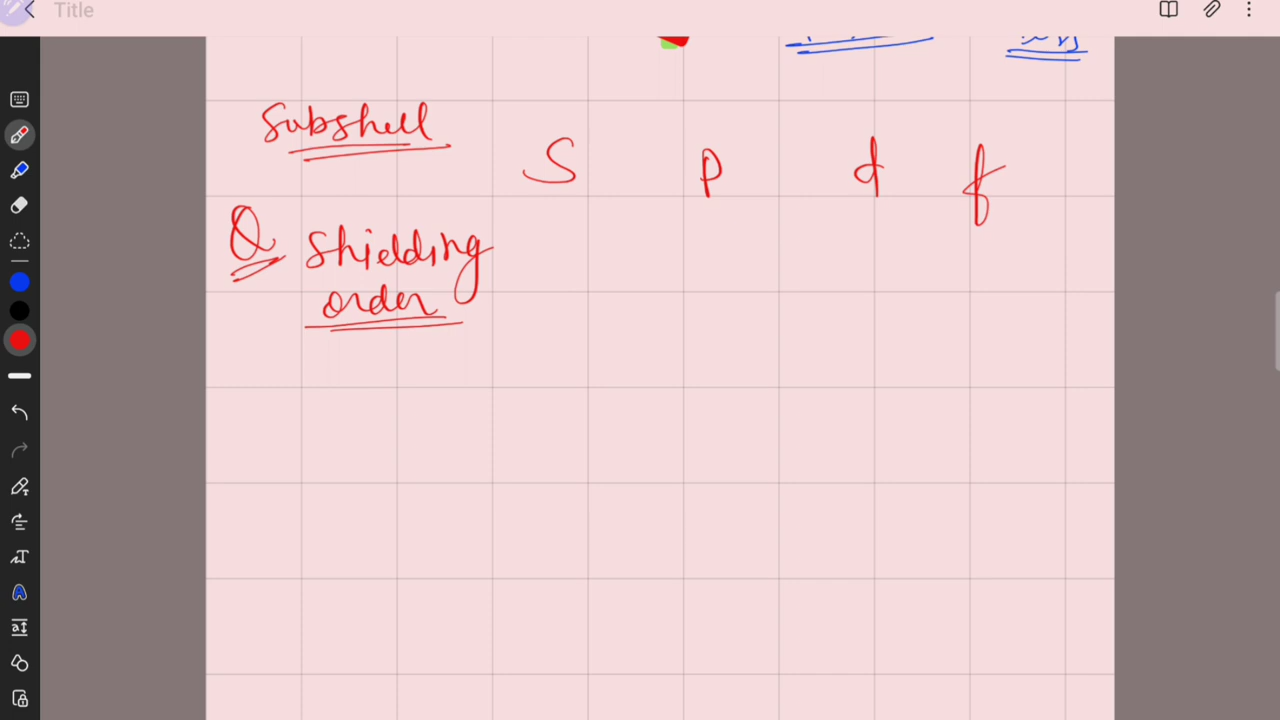 Title
Subshell
S p d f
Q Shielding
order